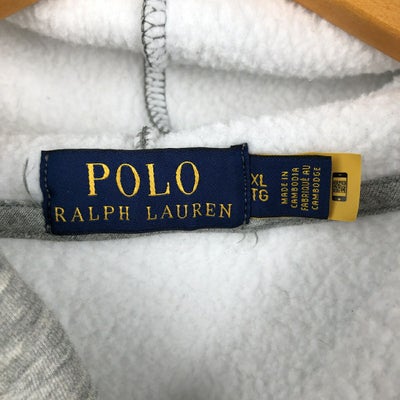 POLO
RALPH LAUREN
XL
TG
MADE IN
CAMBODIA
FABRIQUÉ AU
CAMBODGE